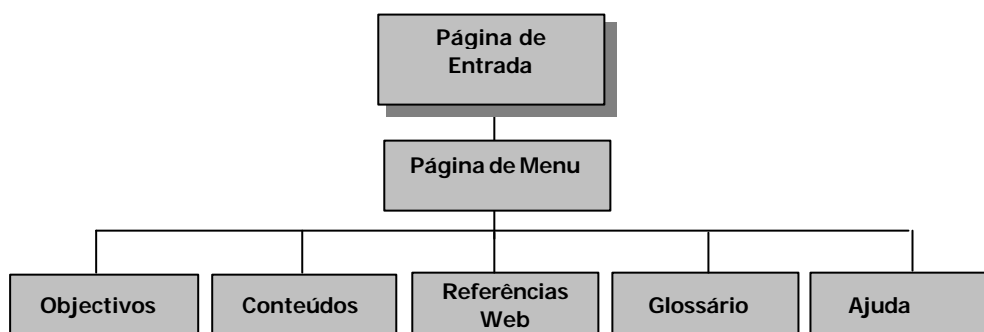 Página de
Entrada
Página de Menu
Objectivos
Conteúdos
Referências
Web
Glossário
Ajuda